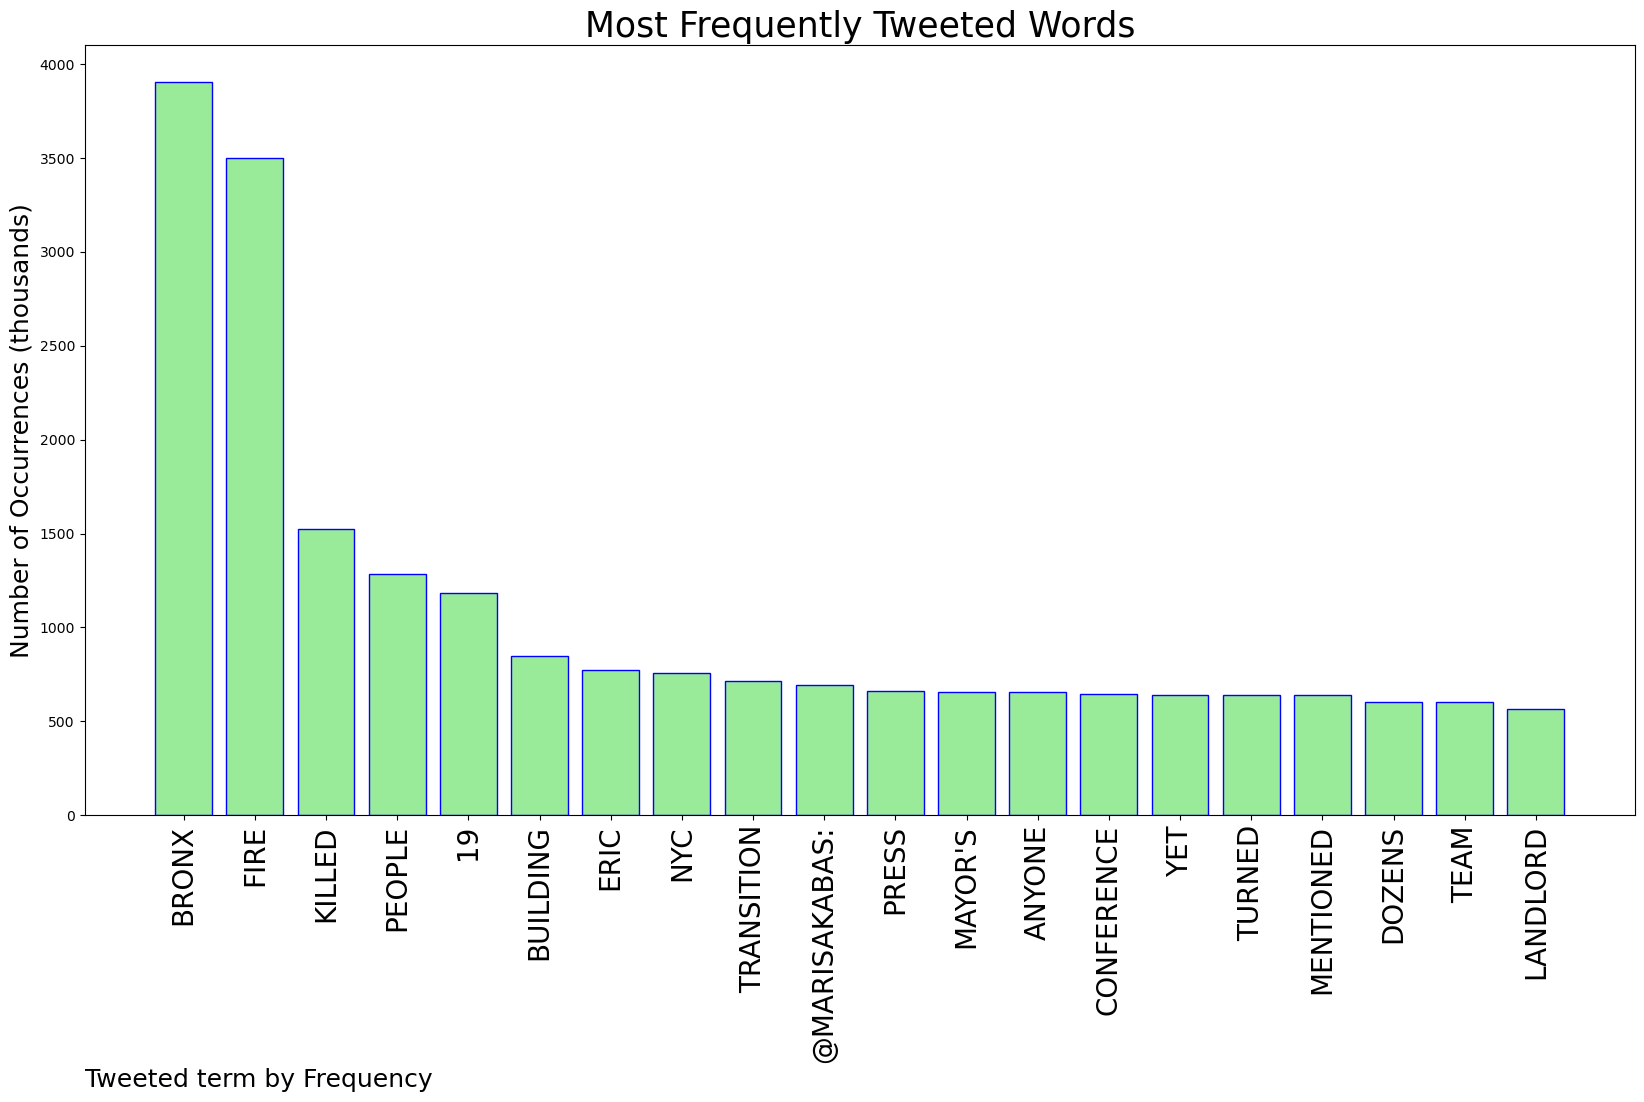 Most Frequently Tweeted Words
Number of Occurrences (thousands)
4000
3500
3000
2500
2000
1500
1000
500
0
BRONX
FIRE
KILLED
PEOPLE
19
BUILDING
ERIC
NYC
TRANSITION
@MARISAKABAS:
PRESS
MAYOR'S
ANYONE
CONFERENCE
YET
TURNED
MENTIONED
DOZENS
TEAM
LANDLORD
Tweeted term by Frequency